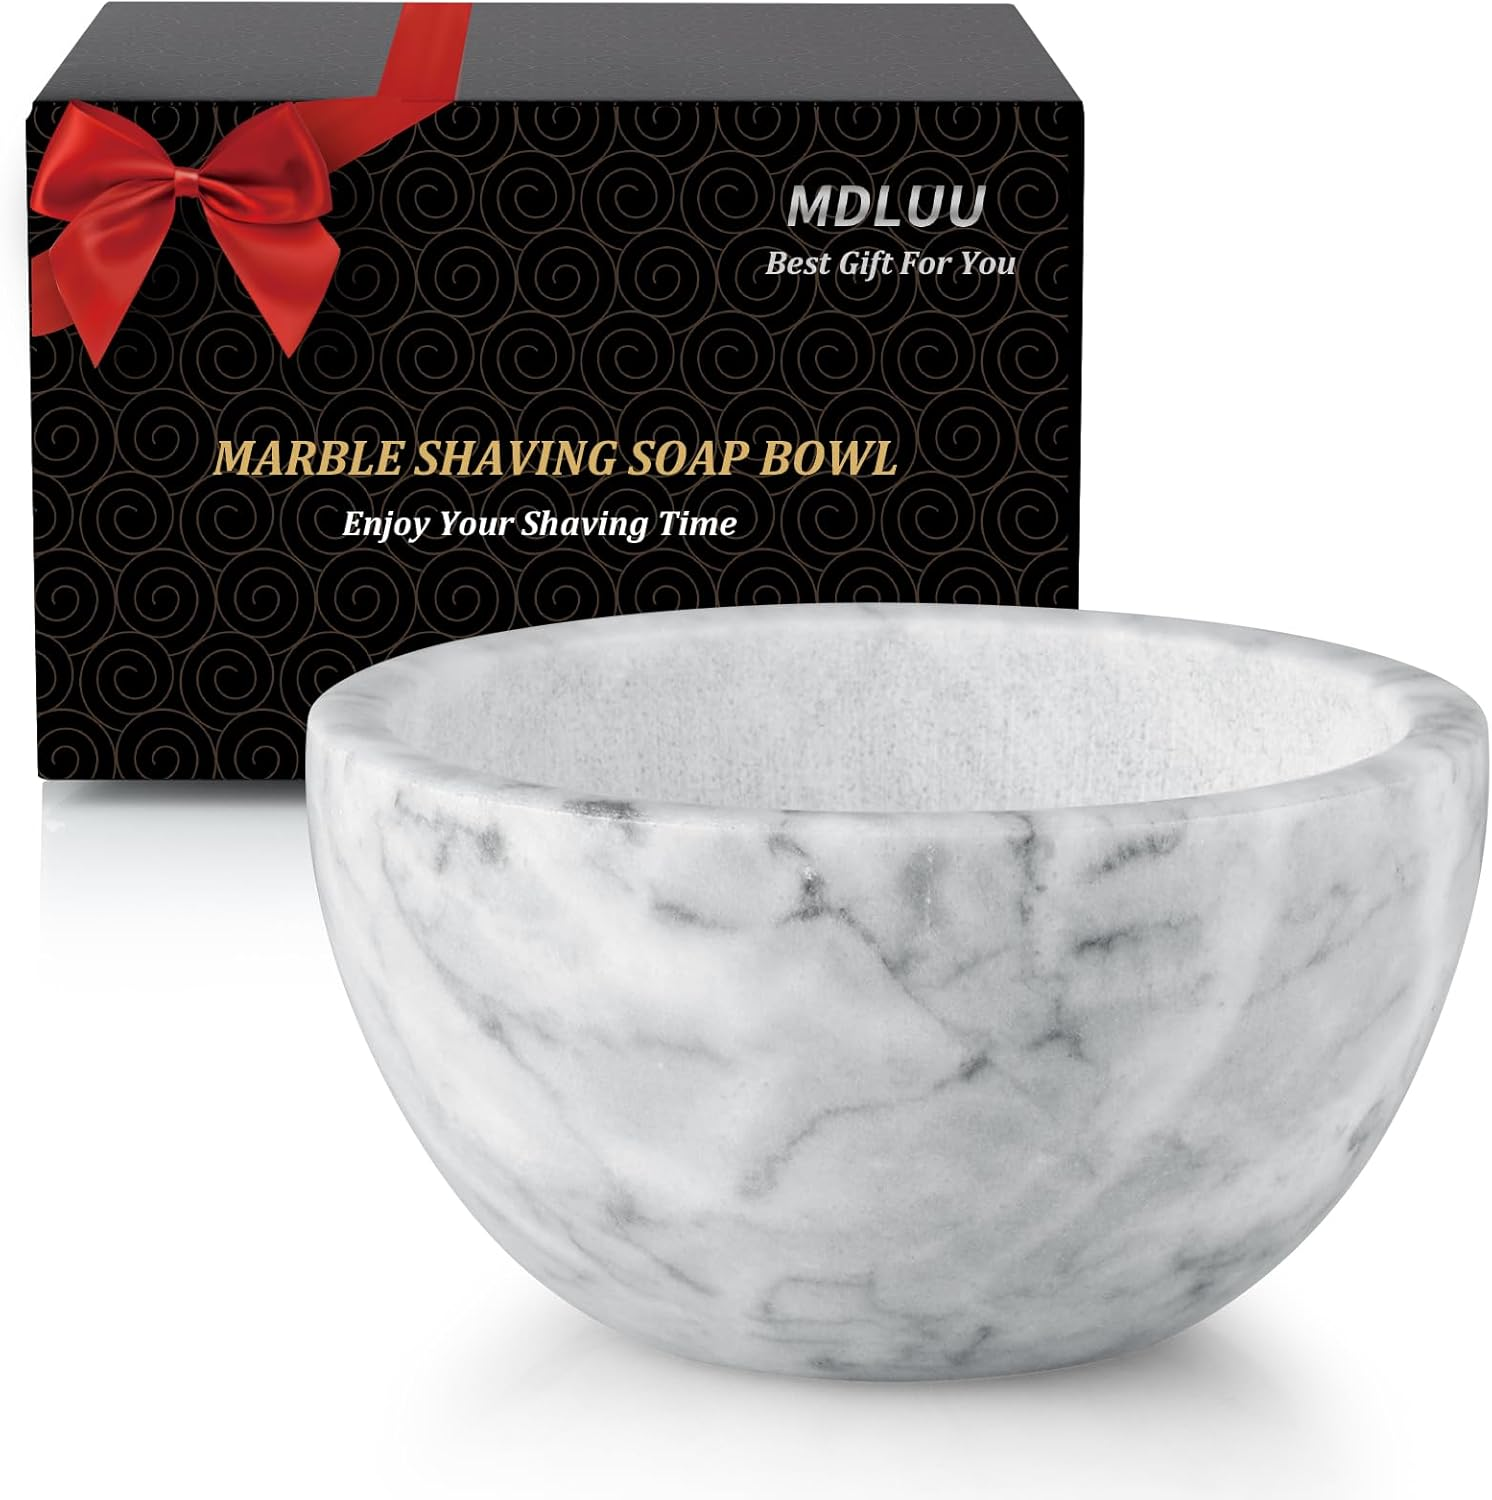 MDLUU
Best Gift For You
MARBLE SHAVING SOAP BOWL
Enjoy Your Shaving Time